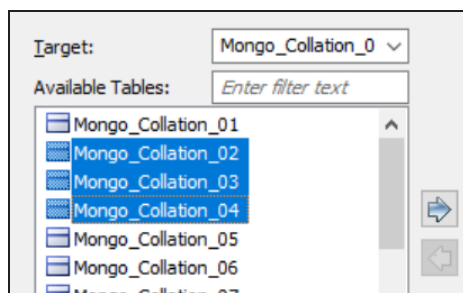 Target: Mongo_Collation_0
Available Tables: Enter filter text
Mongo_Collation_01
Mongo_Collation_02
Mongo_Collation_03
Mongo_Collation_04
Mongo_Collation_05
Mongo_Collation_06